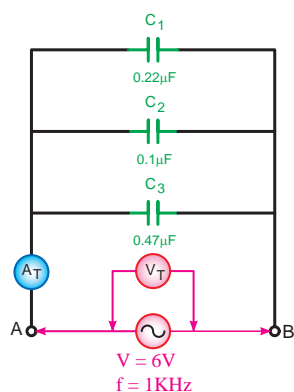 C1
0.22µF
C2
0.1µF
C3
0.47µF
AT
VT
A
B
V = 6V
f = 1KHz